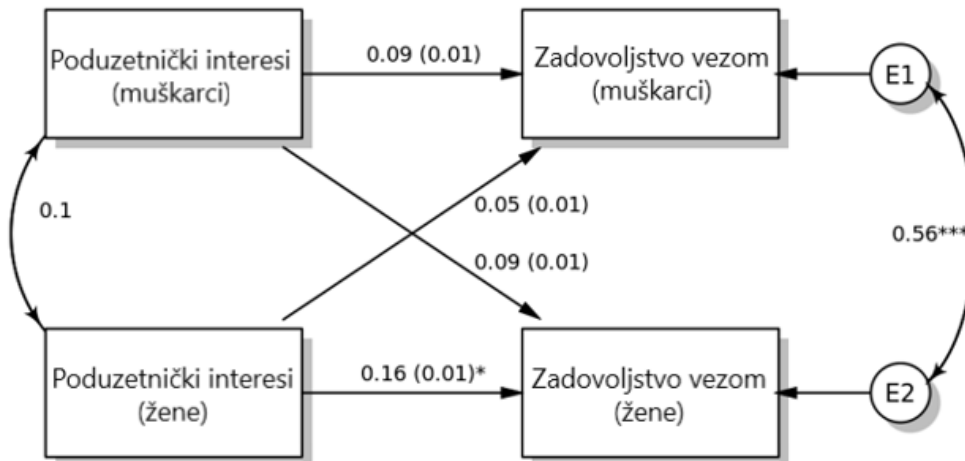 Poduzetnički interesi
(muškarci)
0.09 (0.01)
Zadovoljstvo vezom
(muškarci)
E1
0.1
0.05 (0.01)
0.09 (0.01)
0.56***
Poduzetnički interesi
(žene)
0.16 (0.01)*
Zadovoljstvo vezom
(žene)
E2